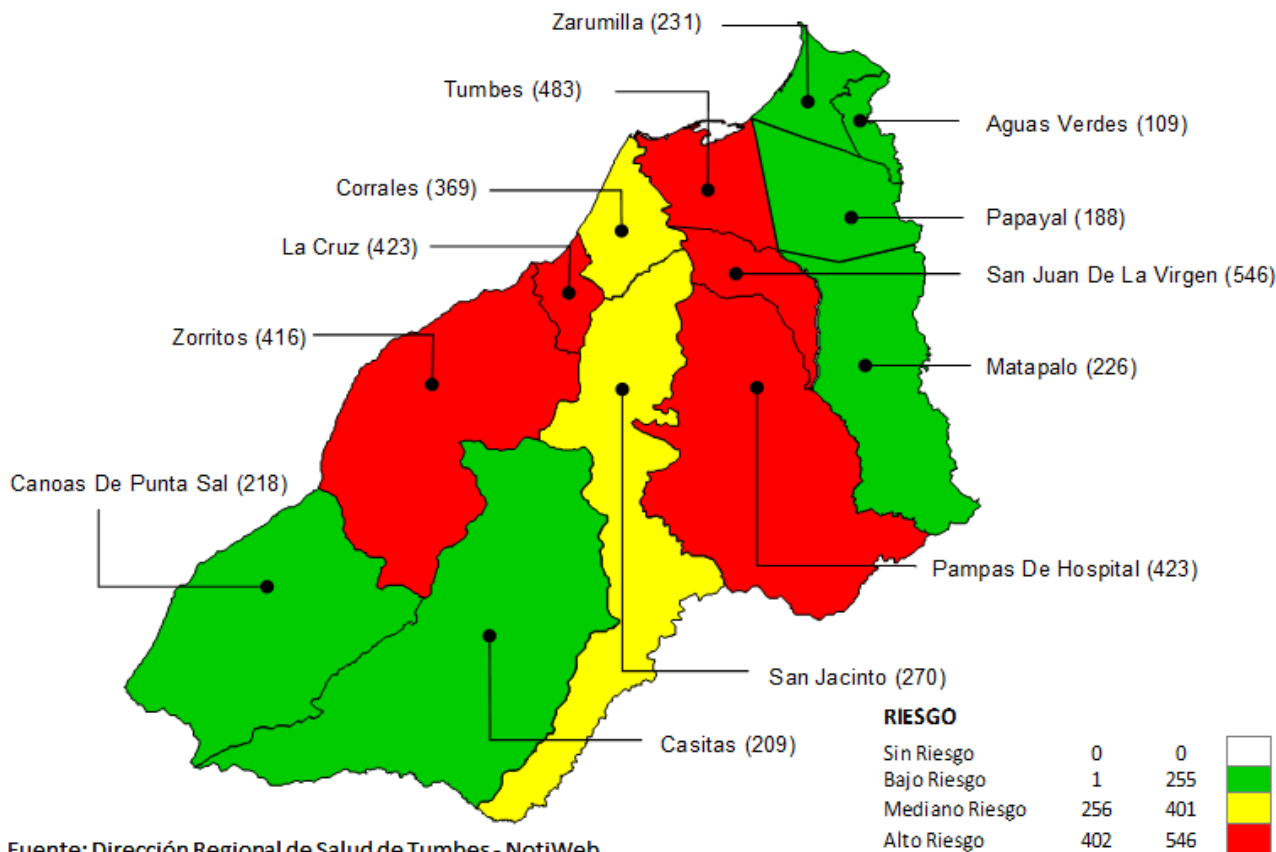 Zarumilla (231)
Tumbes (483)
Aguas Verdes (109)
Corrales (369)
Papayal (188)
La Cruz (423)
San Juan De La Virgen (546)
Zorritos (416)
Matapalo (226)
Canoas De Punta Sal (218)
Pampas De Hospital (423)
San Jacinto (270)
Casitas (209)
RIESGO
Sin Riesgo 0 0
Bajo Riesgo 1 255
Mediano Riesgo 256 401
Alto Riesgo 402 546
Fuente: Dirección Regional de Salud de Tumbes - NotiWeb